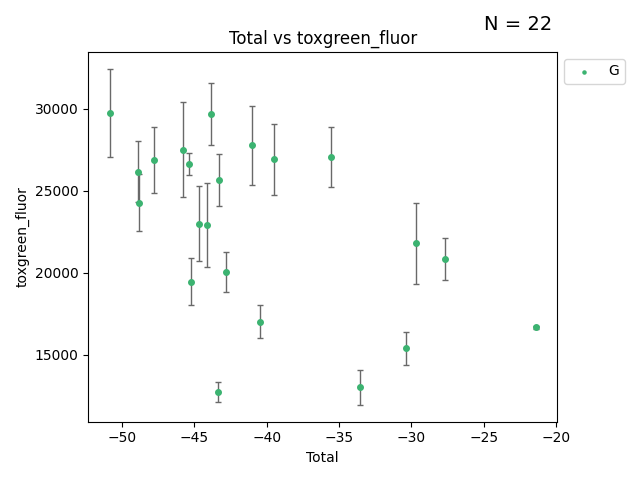 N = 22
Total vs toxgreen_fluor
G
toxgreen_fluor
30000
25000
20000
15000
−50 −45 −40 −35 −30 −25 −20
Total